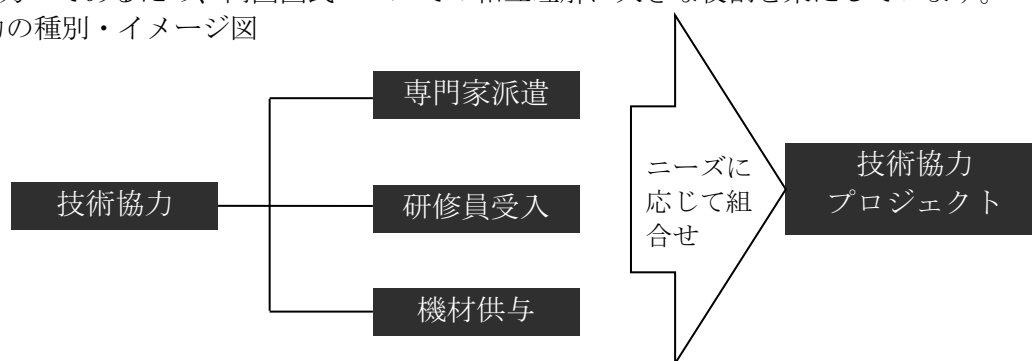 の種別・イメージ図
専門家派遣
技術協力
研修員受入
機材供与
ニーズに
応じて組
合せ
技術協力
プロジェクト